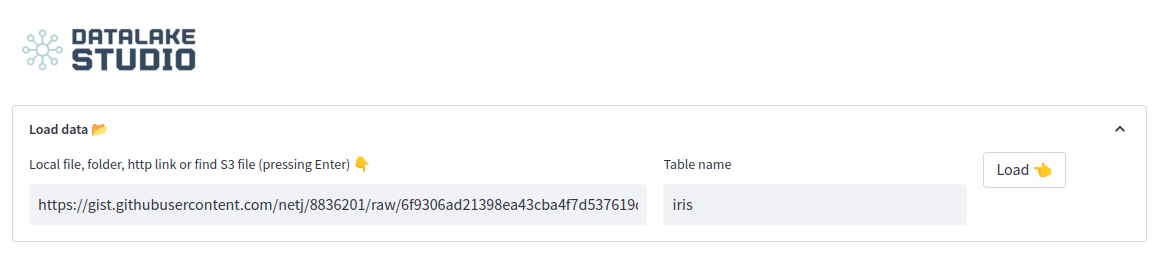 DATALAKE
STUDIO
Load data 📂
Local file, folder, http link or find S3 file (pressing Enter) 👇
Table name
Load 👈
https://gist.githubusercontent.com/netj/8836201/raw/6f9306ad21398ea43cba4f7d537619
iris